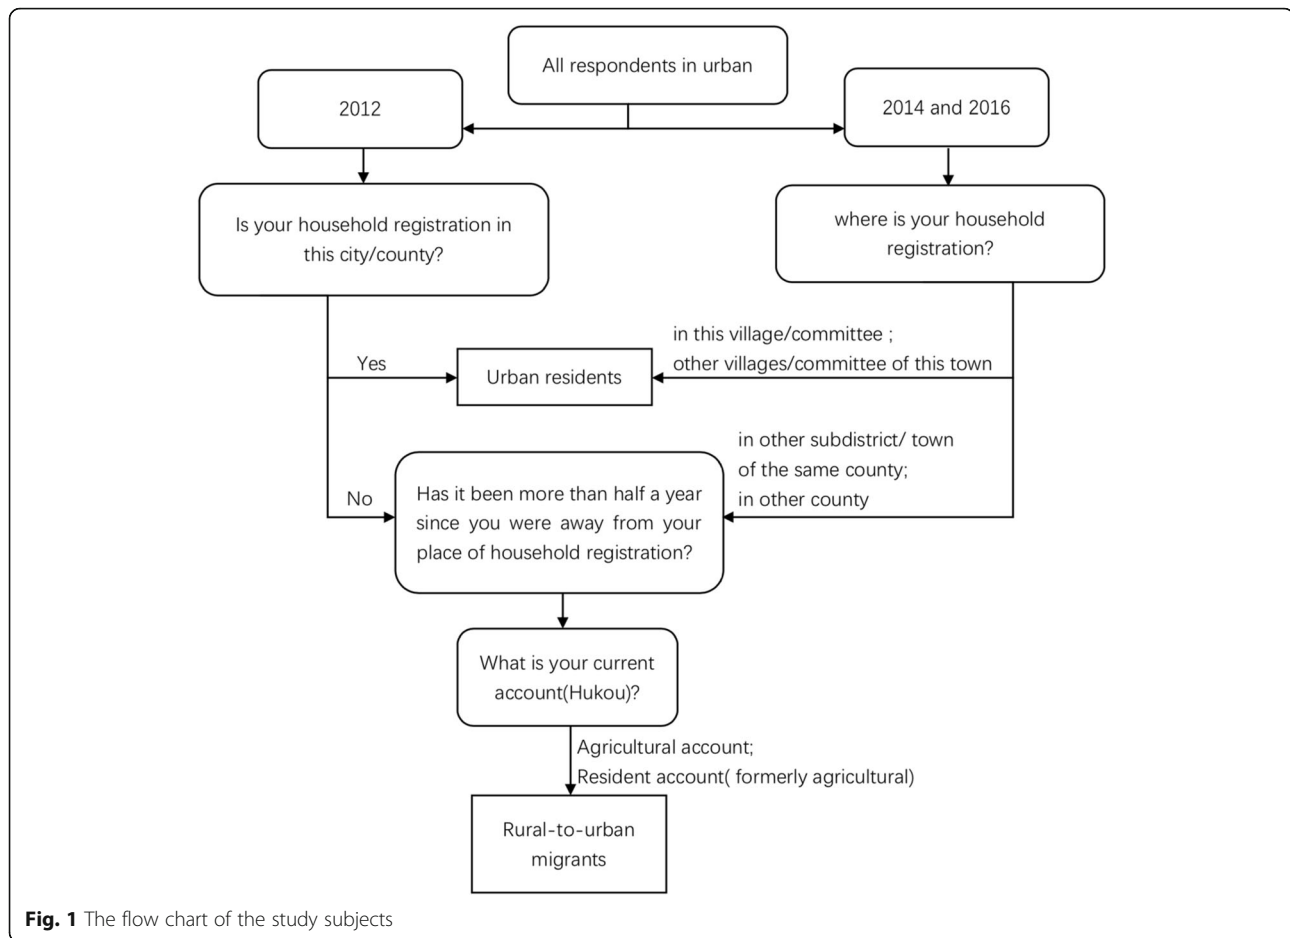 All respondents in urban
2012
2014 and 2016
Is your household registration in
this city/county?
where is your household
registration?
in this village/committee ;
other villages/committee of this town
Yes
Urban residents
in other subdistrict/ town
of the same county;
in other county
No
Has it been more than half a year
since you were away from your
place of household registration?
What is your current
account(Hukou)?
Agricultural account;
Resident account( formerly agricultural)
Rural-to-urban
migrants
Fig. 1 The flow chart of the study subjects